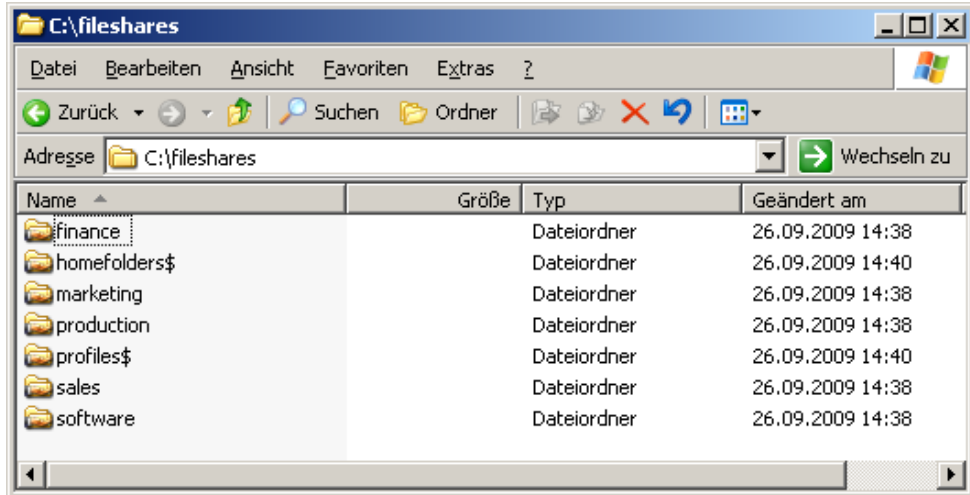 C:\fileshares
Datei Bearbeiten Ansicht Favoriten Extras ?
Zurück Suchen Ordner
Adresse C:\fileshares Wechseln zu
Name Größe Typ Geändert am
finance Dateiordner 26.09.2009 14:38
homefolders$ Dateiordner 26.09.2009 14:40
marketing Dateiordner 26.09.2009 14:38
production Dateiordner 26.09.2009 14:38
profiles$ Dateiordner 26.09.2009 14:40
sales Dateiordner 26.09.2009 14:38
software Dateiordner 26.09.2009 14:38